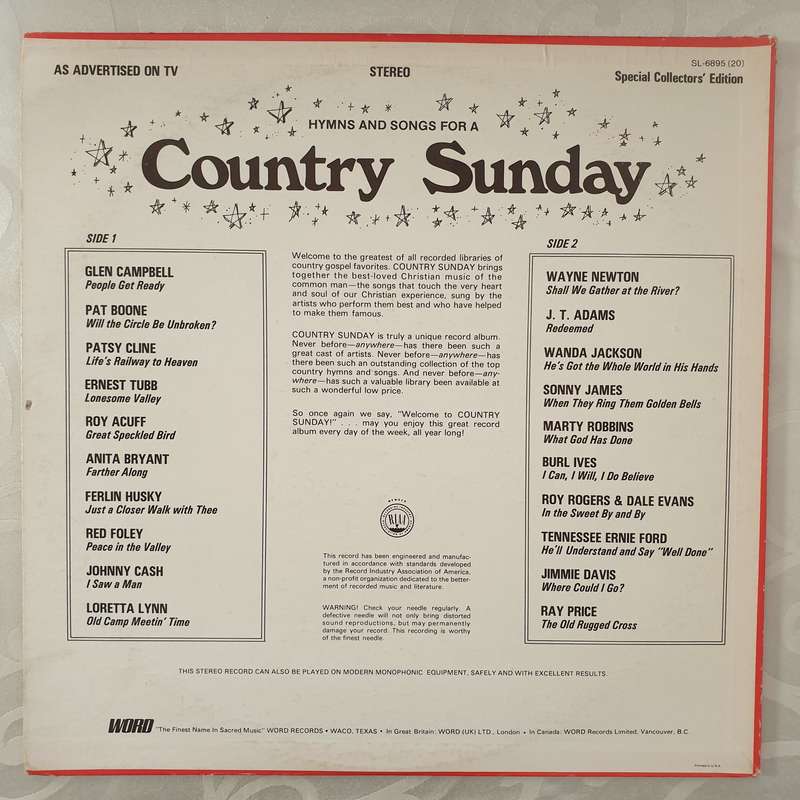 AS ADVERTISED ON TV
STEREO
SL-6895 (20)
Special Collectors' Edition
HYMNS AND SONGS FOR A
Country Sunday
SIDE 1
GLEN CAMPBELL
People Get Ready
PAT BOONE
Will the Circle Be Unbroken?
PATSY CLINE
Life's Railway to Heaven
ERNEST TUBB
Lonesome Valley
ROY ACUFF
Great Speckled Bird
ANITA BRYANT
Farther Along
FERLIN HUSKY
Just a Closer Walk with Thee
RED FOLEY
Peace in the Valley
JOHNNY CASH
I Saw a Man
LORETTA LYNN
Old Camp Meetin' Time
Welcome to the greatest of all recorded libraries of
country gospel favorites. COUNTRY SUNDAY brings
together the best-loved Christian music of the
common man—the songs that touch the very heart
and soul of our Christian experience, sung by the
artists who perform them best and who have helped
to make them famous.
COUNTRY SUNDAY is truly a unique record album.
Never before—anywhere—has there been such a
great cast of artists. Never before—anywhere—has
there been such an outstanding collection of the top
country hymns and songs. And never before—any-
where—has such a valuable library been available at
such a wonderful low price.
So once again we say, "Welcome to COUNTRY
SUNDAY!" . . . may you enjoy this great record
album every day of the week, all year long!
MEMBER
This record has been engineered and manufac-
tured in accordance with standards developed
by the Record Industry Association of America,
a non-profit organization dedicated to the better-
ment of recorded music and literature.
WARNING! Check your needle regularly. A
defective needle will not only bring distorted
sound reproductions, but may permanently
damage your record. This recording is worthy
of the finest needle.
SIDE 2
WAYNE NEWTON
Shall We Gather at the River?
J. T. ADAMS
Redeemed
WANDA JACKSON
He's Got the Whole World in His Hands
SONNY JAMES
When They Ring Them Golden Bells
MARTY ROBBINS
What God Has Done
BURL IVES
I Can, I Will, I Do Believe
ROY ROGERS & DALE EVANS
In the Sweet By and By
TENNESSEE ERNIE FORD
He'll Understand and Say "Well Done"
JIMMIE DAVIS
Where Could I Go?
RAY PRICE
The Old Rugged Cross
THIS STEREO RECORD CAN ALSO BE PLAYED ON MODERN MONOPHONIC EQUIPMENT, SAFELY AND WITH EXCELLENT RESULTS.
WORD "The Finest Name In Sacred Music" WORD RECORDS • WACO, TEXAS • In Great Britain: WORD (UK) LTD., London • In Canada: WORD Records Limited, Vancouver, B.C.